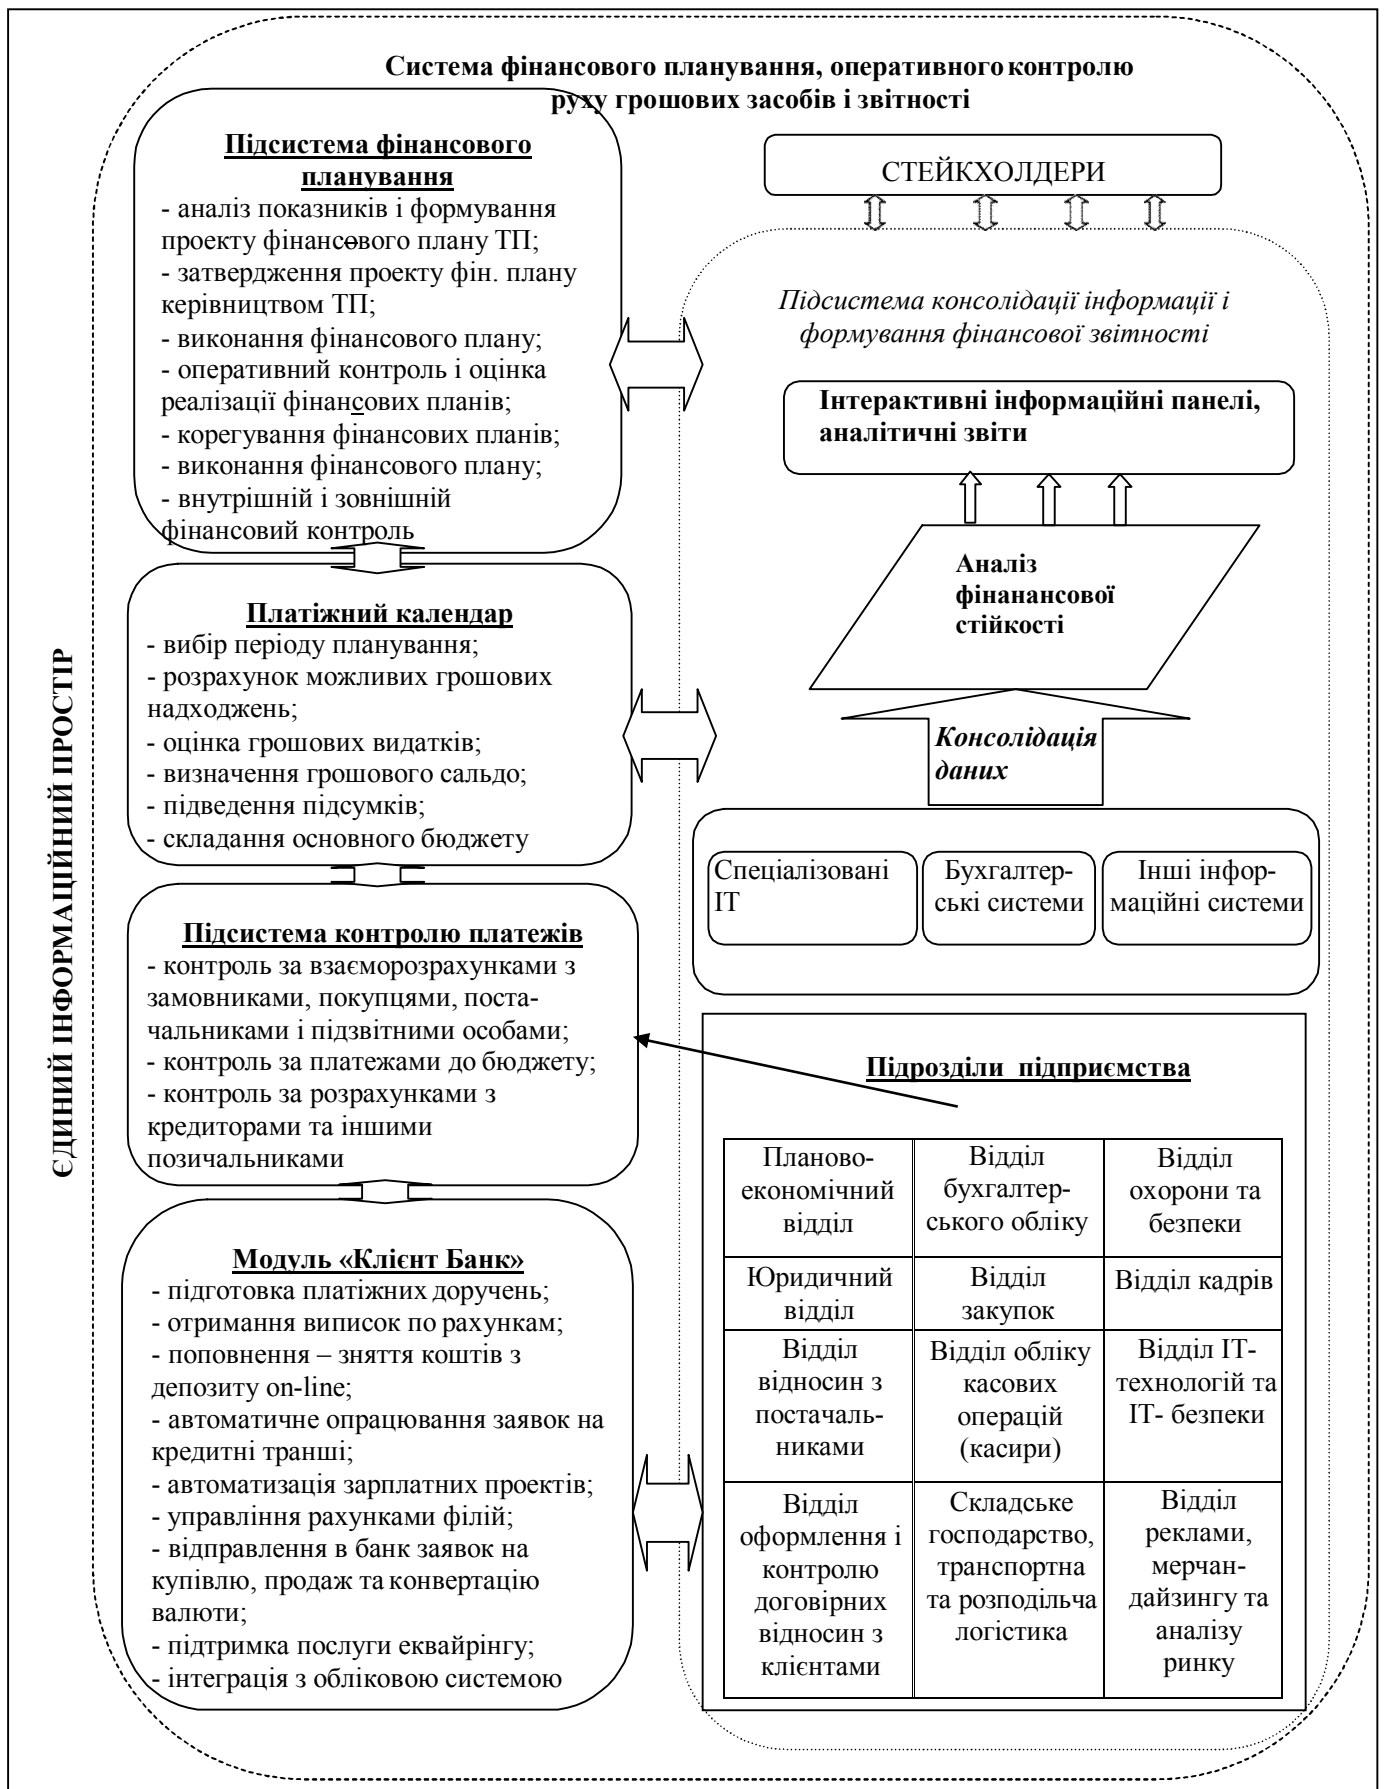 Система фінансового планування, оперативного контролю
руху грошових засобів і звітності
ЄДИНИЙ ІНФОРМАЦІЙНИЙ ПРОСТІР
Підсистема фінансового
планування
- аналіз показників і формування
проекту фінансового плану ТП;
- затвердження проекту фін. плану
керівництвом ТП;
- виконання фінансового плану;
- оперативний контроль і оцінка
реалізації фінансових планів;
- корегування фінансових планів;
- виконання фінансового плану;
- внутрішній і зовнішній
фінансовий контроль
Платіжний календар
- вибір періоду планування;
- розрахунок можливих грошових
надходжень;
- оцінка грошових видатків;
- визначення грошового сальдо;
- підведення підсумків;
- складання основного бюджету
Підсистема контролю платежів
- контроль за взаєморозрахунками з
замовниками, покупцями, поста-
чальниками і підзвітними особами;
- контроль за платежами до бюджету;
- контроль за розрахунками з
кредиторами та іншими
позичальниками
Модуль «Клієнт Банк»
- підготовка платіжних доручень;
- отримання виписок по рахункам;
- поповнення – зняття коштів з
депозиту on-line;
- автоматичне опрацювання заявок на
кредитні транші;
- автоматизація зарплатних проектів;
- управління рахунками філій;
- відправлення в банк заявок на
купівлю, продаж та конвертацію
валюти;
- підтримка послуги еквайрінгу;
- інтеграція з обліковою системою
СТЕЙКХОЛДЕРИ
Підсистема консолідації інформації і
формування фінансової звітності
Інтерактивні інформаційні панелі,
аналітичні звіти
Аналіз
фінанансової
стійкості
Консолідація
даних
Спеціалізовані
ІТ
Бухгалтер-
ські системи
Інші інфор-
маційні системи
Підрозділи підприємства
Планово-
економічний
відділ
Відділ
бухгалтер-
ського обліку
Відділ
охорони та
безпеки
Юридичний
відділ
Відділ
закупок
Відділ кадрів
Відділ
відносин з
постачаль-
никами
Відділ обліку
касових
операцій
(касири)
Відділ ІТ-
технологій та
ІТ- безпеки
Відділ
оформлення і
контролю
договірних
відносин з
клієнтами
Складське
господарство,
транспортна
та розподільча
логістика
Відділ
реклами,
мерчан-
дайзингу та
аналізу
ринку